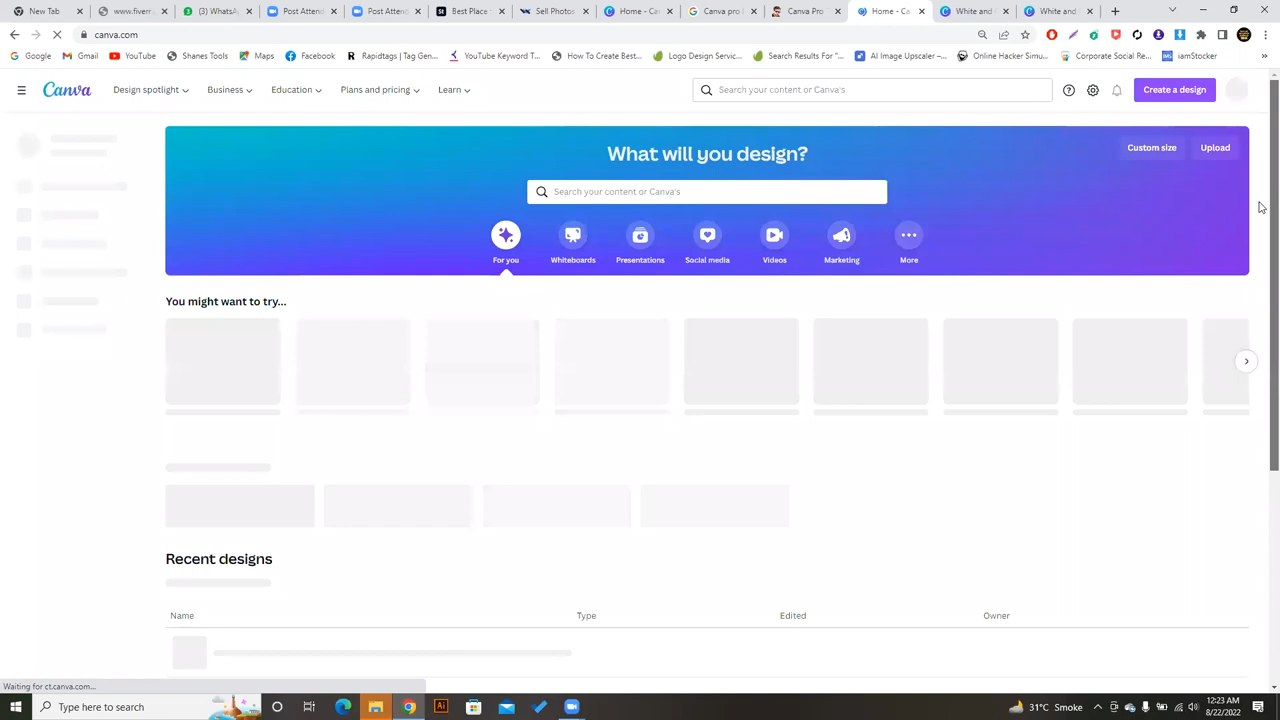 New Tab
www.fiverr
(3) WhatsA
Post Attend
Post Attend
Best Place
Sell Photos
Home - Can
Canva pro
Canva Pro
Home - Ca
White and
White and
canva.com
Google
YouTube
Shanes Tools
Maps
Facebook
Rapidtags | Tag Gen...
YouTube Keyword T...
How To Create Best...
Logo Design Servic...
Search Results For "...
AI Image Upscaler –...
Online Hacker Simu...
Corporate Social Re...
iamStocker
Canva
Design spotlight
Business
Education
Plans and pricing
Learn
Search your content or Canva's
Create a design
What will you design?
Custom size
Upload
Search your content or Canva's
For you
Whiteboards
Presentations
Social media
Videos
Marketing
More
You might want to try...
Recent designs
Name
Type
Edited
Owner
Waiting for ct.canva.com...
Type here to search
31°C Smoke
12:23 AM
8/22/2022